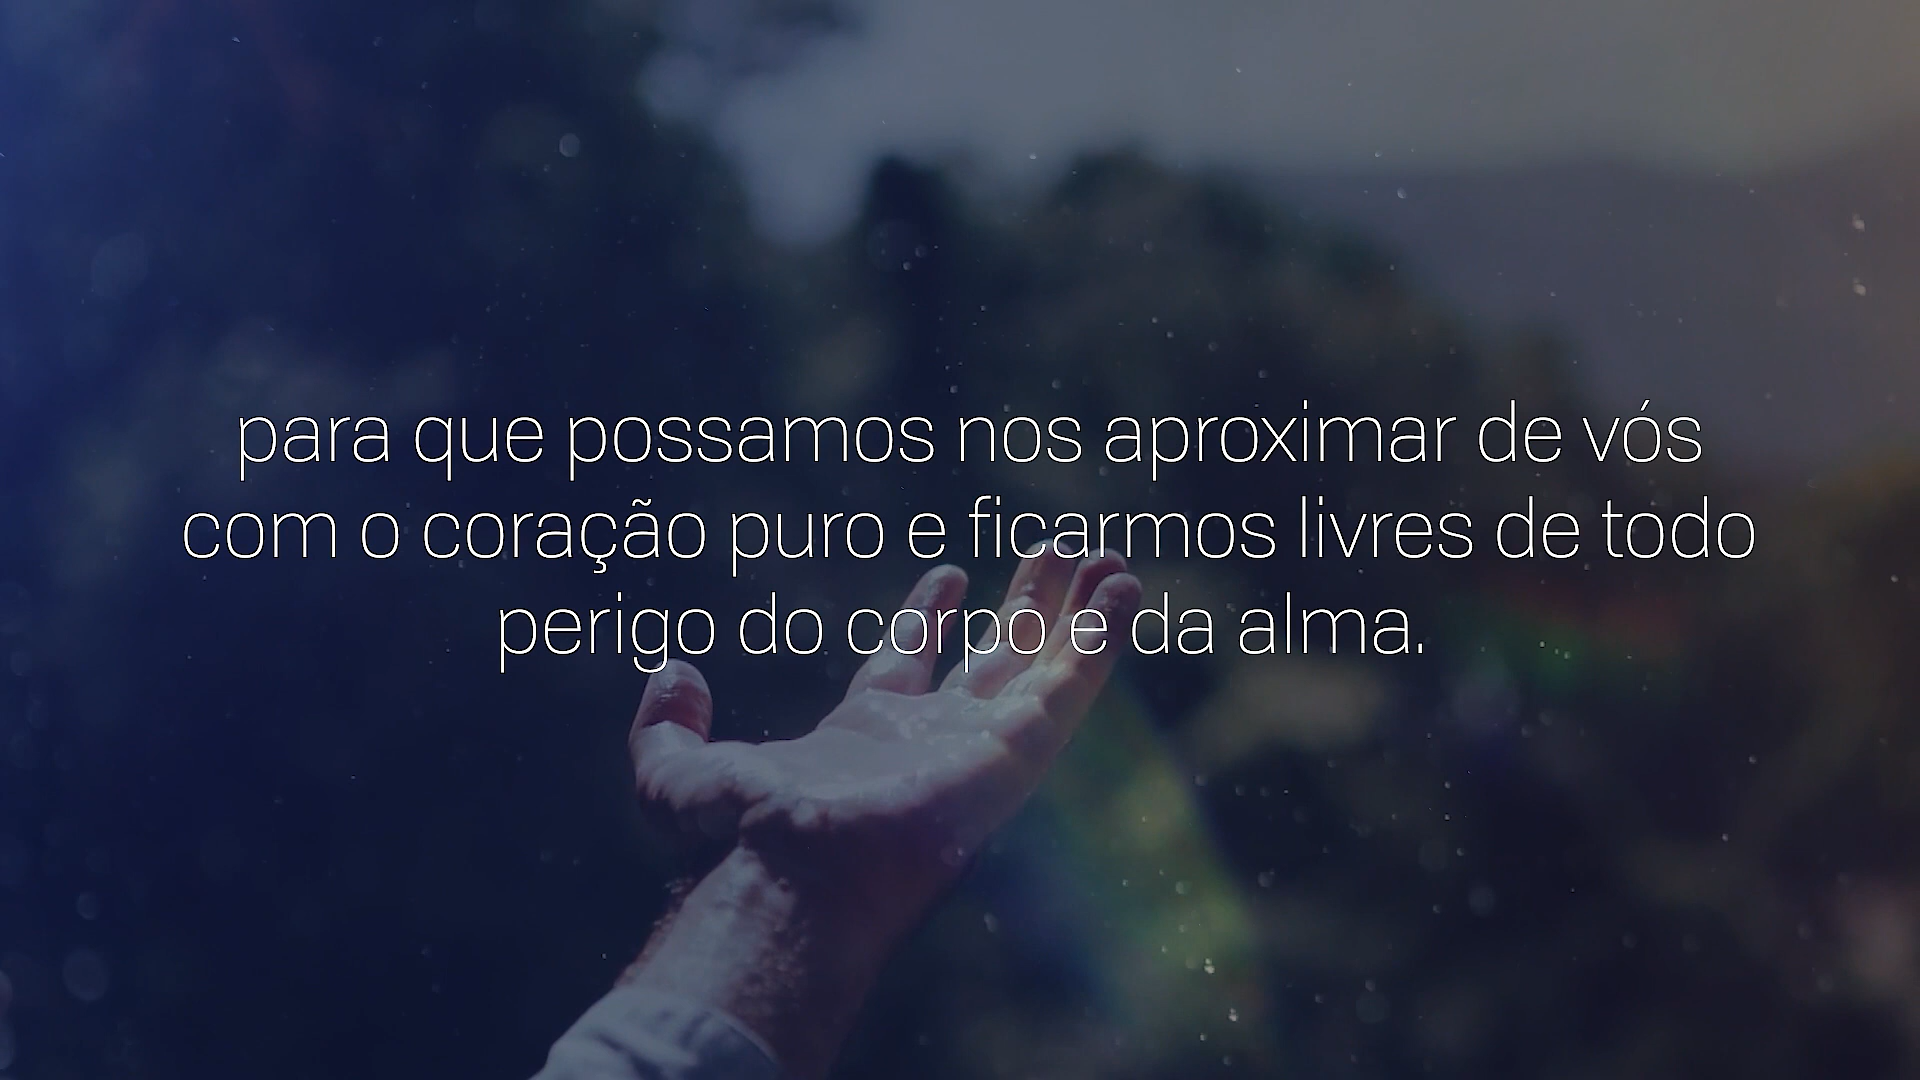 para que possamos nos aproximar de vós
com o coração puro e ficarmos livres de todo
perigo do corpo e da alma.